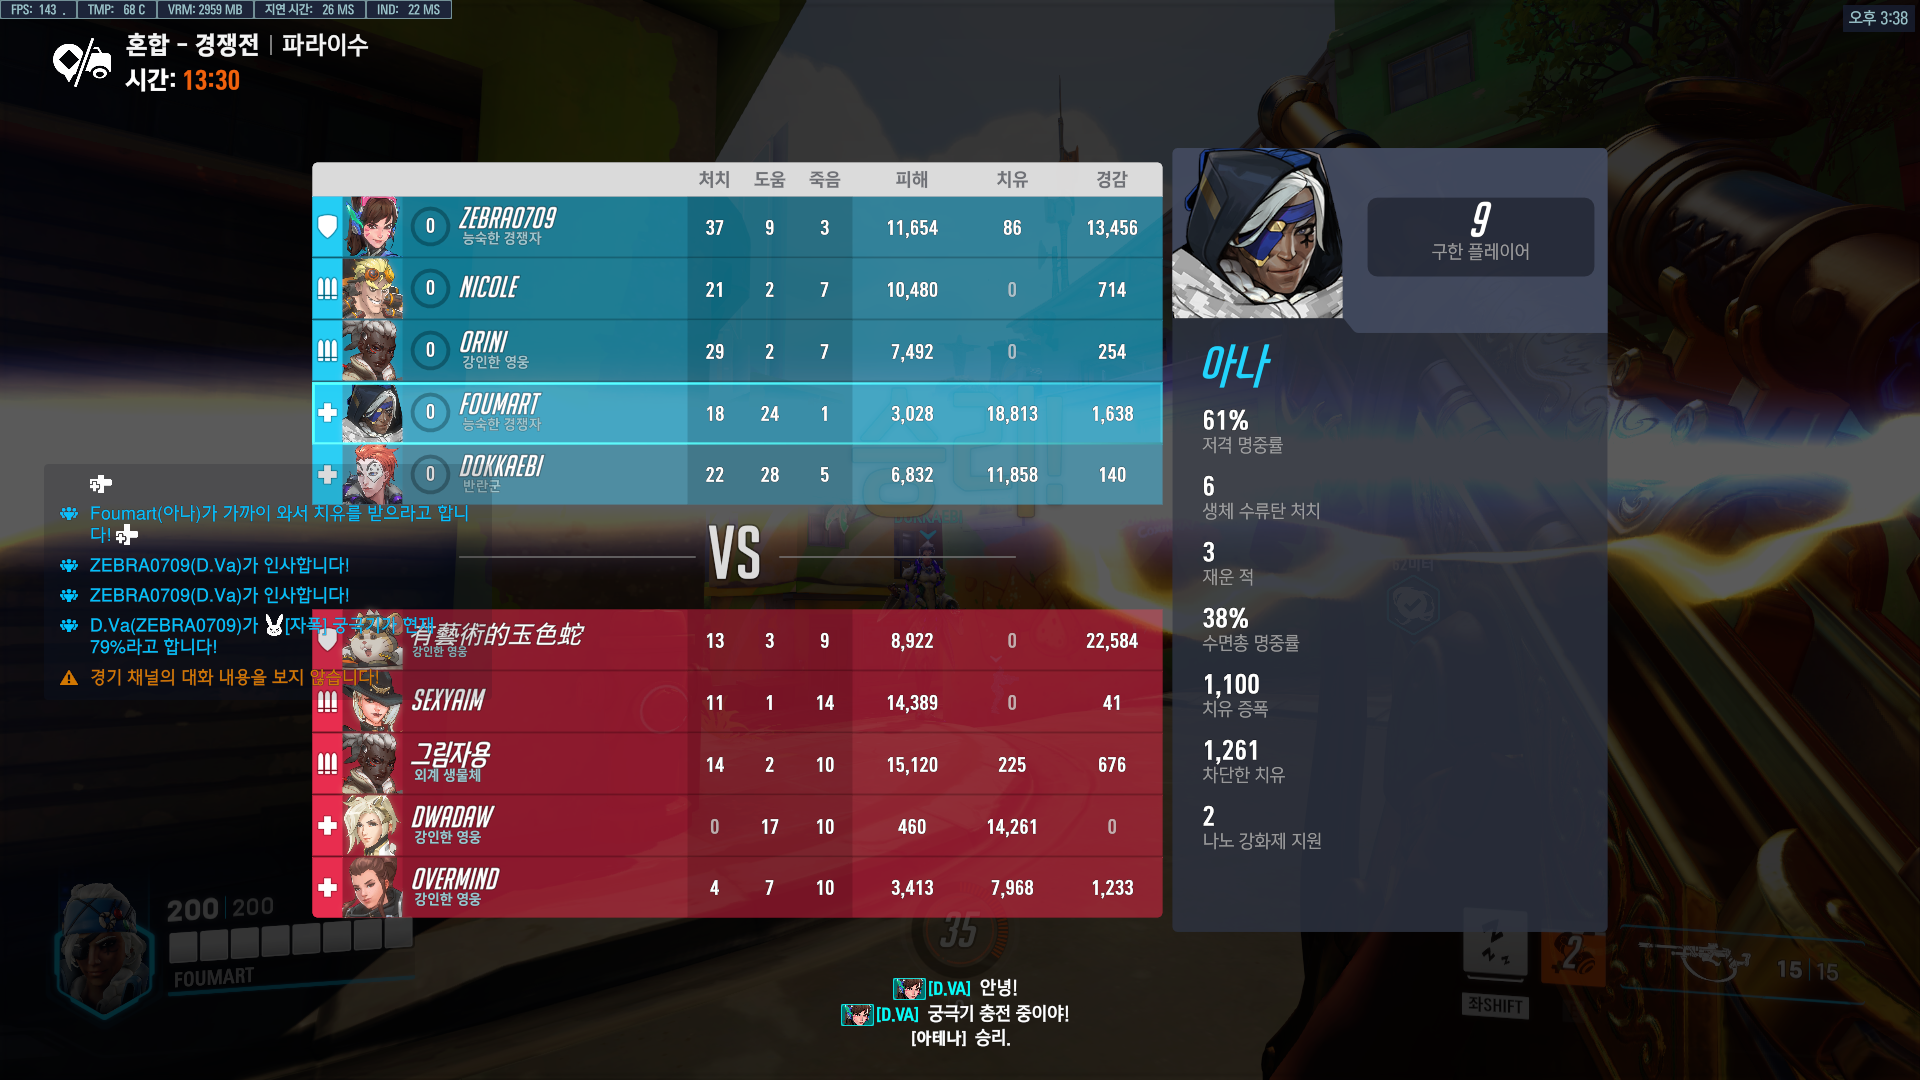 FPS: 143 . TMP: 68 C VRM: 2959 MB 지연 시간: 26 MS IND: 22 MS
오후 3:38
혼합 - 경쟁전 | 파라이수
시간: 13:30
처치 도움 죽음 피해 치유 경감
0 ZEBRA0709 37 9 3 11,654 86 13,456
능숙한 경쟁자
0 NICOLE 21 2 7 10,480 0 714
0 ORINI 29 2 7 7,492 0 254
강인한 영웅
0 FOUMART 18 24 1 3,028 18,813 1,638
능숙한 경쟁자
0 DOKKAEBI 22 28 5 6,832 11,858 140
반란군
승리!
DOKKAEBI
VS
有藝術的玉色蛇 13 3 9 8,922 0 22,584
강인한 영웅
SEXYAIM 11 1 14 14,389 0 41
그림자용 14 2 10 15,120 225 676
외계 생물체
DWADAW 0 17 10 460 14,261 0
강인한 영웅
OVERMIND 4 7 10 3,413 7,968 1,233
강인한 영웅
Foumart(아나)가 가까이 와서 치유를 받으라고 합니
다!
ZEBRA0709(D.Va)가 인사합니다!
ZEBRA0709(D.Va)가 인사합니다!
D.Va(ZEBRA0709)가 [자폭] 궁극기가 현재
79%라고 합니다!
경기 채널의 대화 내용을 보지 않습니다!
9
구한 플레이어
아나
61%
저격 명중률
6
생체 수류탄 처치
3
재운 적
38%
수면총 명중률
1,100
치유 증폭
1,261
차단한 치유
2
나노 강화제 지원
62미터
200 | 200
FOUMART
35
[D.VA] 안녕!
[D.VA] 궁극기 충전 중이야!
[아테나] 승리.
2
15 | 15
좌SHIFT